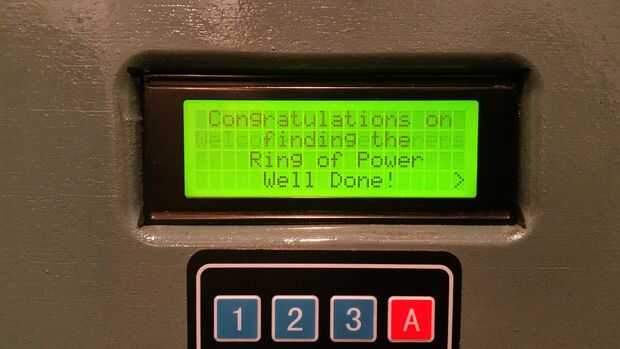 Congratulations on
finding the
Ring of Power
Well Done! >
1 2 3 A